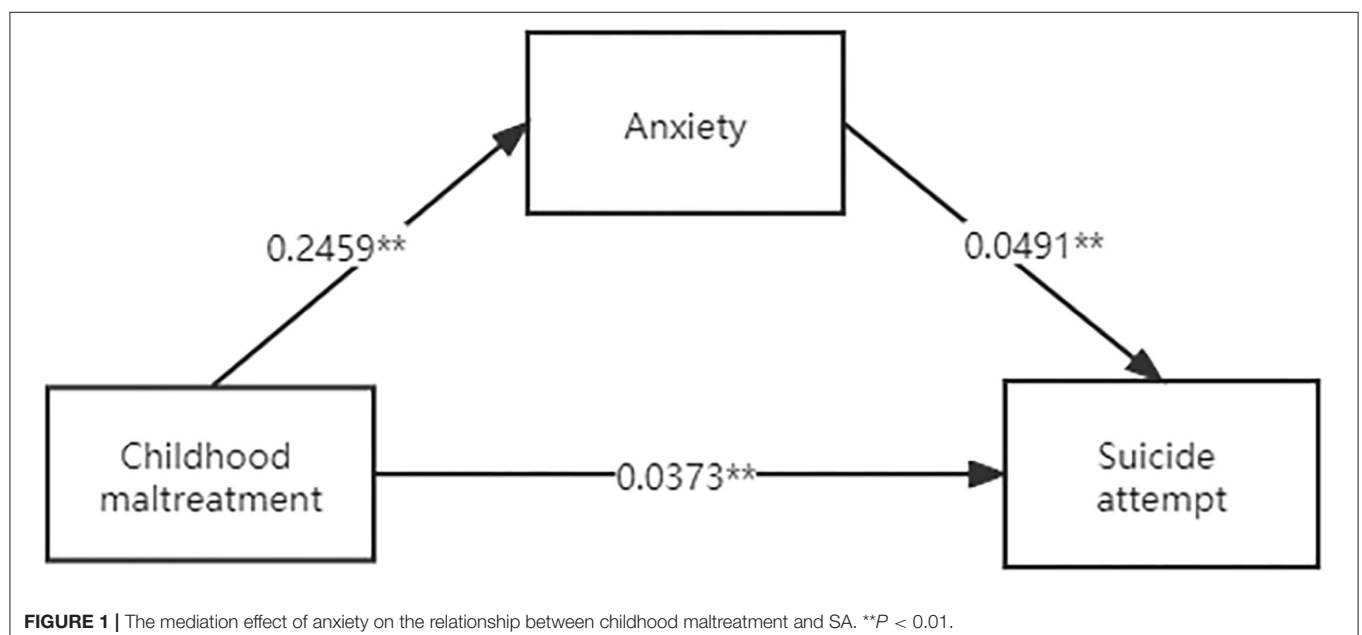 Anxiety
0.2459**
0.0491**
Childhood
maltreatment
0.0373**
Suicide
attempt
FIGURE 1 | The mediation effect of anxiety on the relationship between childhood maltreatment and SA. **P < 0.01.